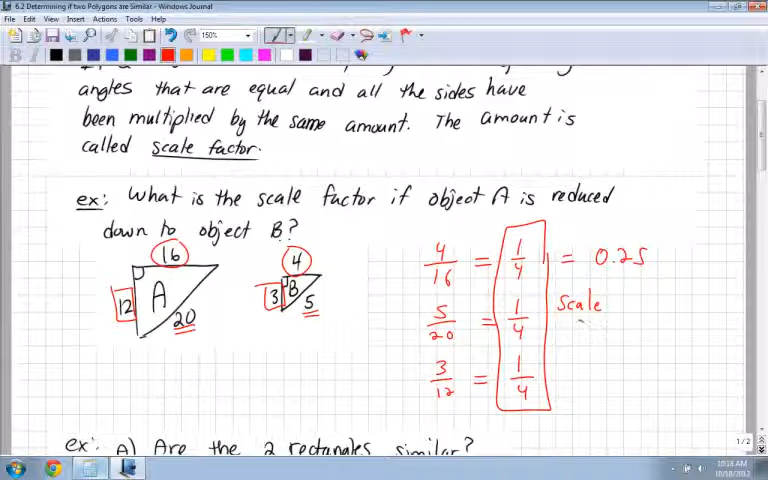 6.2 Determining if two Polygons are Similar - Windows Journal
File Edit View Insert Actions Tools Help
150%
B I
angles that are equal and all the sides have
been multiplied by the same amount. The amount is
called scale factor.
ex: What is the scale factor if object A is reduced
down to object B?
16
12 A 20
4
3 B 5
4/16 = 1/4 = 0.25
Scale
5/20 = 1/4
3/12 = 1/4
ex: A) Are the 2 rectangles similar?
1/2
10:18 AM
10/18/2012